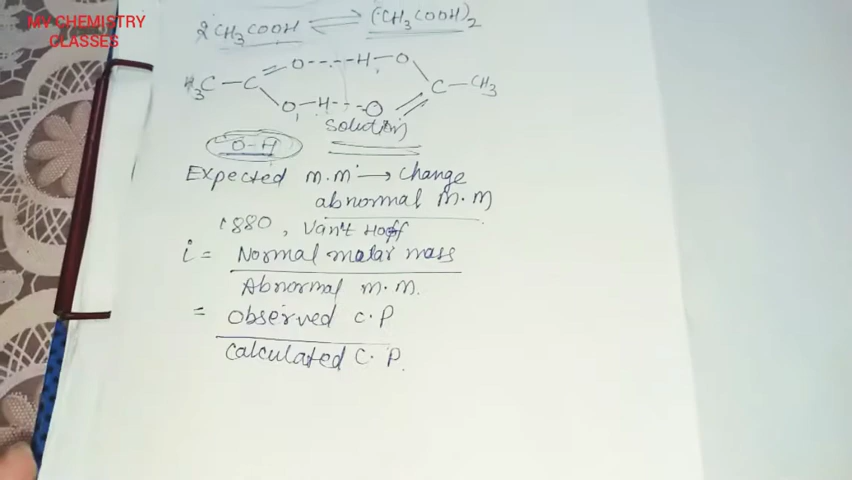 MV CHEMISTRY
CLASSES
2CH3COOH ⇌ (CH3COOH)2
H3C-C=O---H-O
O-H---O=C-CH3
solution
O-H
Expected m.m → change
abnormal m.m
1880, Van't Hoff
i = Normal molar mass
Abnormal m.m.
= observed c.p
calculated c.p.